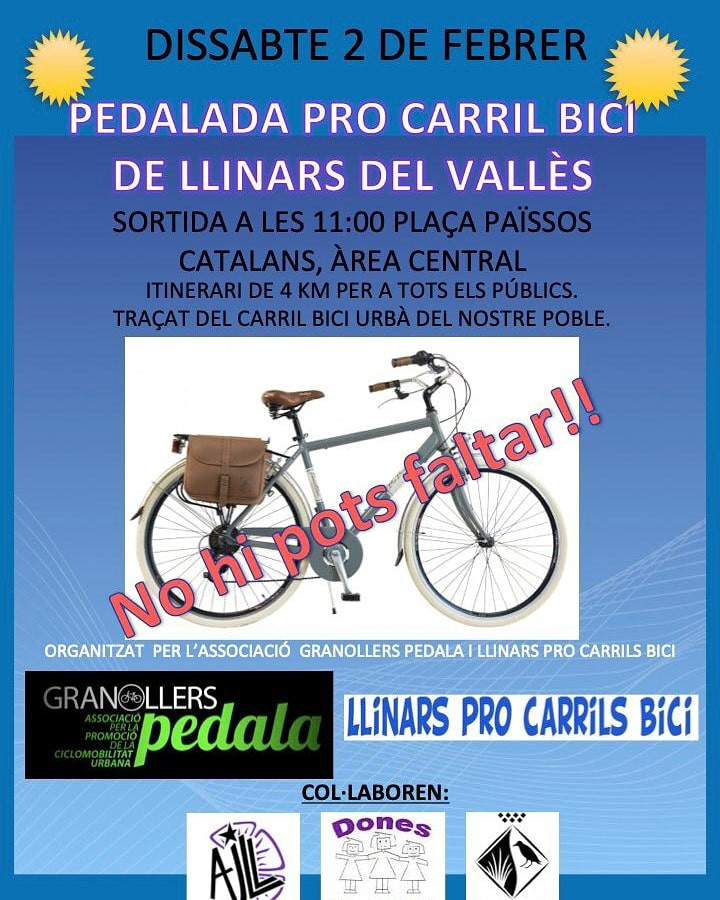 DISSABTE 2 DE FEBRER
PEDALADA PRO CARRIL BICI
DE LLINARS DEL VALLÈS
SORTIDA A LES 11:00 PLAÇA PAÏSSOS
CATALANS, ÀREA CENTRAL
ITINERARI DE 4 KM PER A TOTS ELS PÚBLICS.
TRAÇAT DEL CARRIL BICI URBÀ DEL NOSTRE POBLE.
No hi pots faltar!!
ORGANITZAT PER L'ASSOCIACIÓ GRANOLLERS PEDALA I LLINARS PRO CARRILS BICI
GRANOLLERS
pedala
ASSOCIACIÓ
PER LA
PROMOCIÓ
DE LA
CICLOMOBILITAT
URBANA
LLiNARS PRO CARRiLS BiCi
COL·LABOREN:
AJLL
Dones